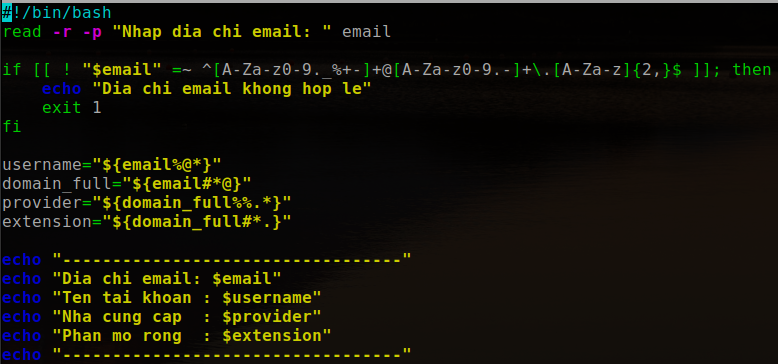 #!/bin/bash
read -r -p "Nhap dia chi email: " email
if [[ ! "$email" =~ ^[A-Za-z0-9._%+-]+@[A-Za-z0-9.-]+\.[A-Za-z]{2,}$ ]]; then
    echo "Dia chi email khong hop le"
    exit 1
fi
username="${email%@*}"
domain_full="${email#*@}"
provider="${domain_full%%.*}"
extension="${domain_full#*.}"
echo "----------------------------------"
echo "Dia chi email: $email"
echo "Ten tai khoan : $username"
echo "Nha cung cap  : $provider"
echo "Phan mo rong  : $extension"
echo "----------------------------------"